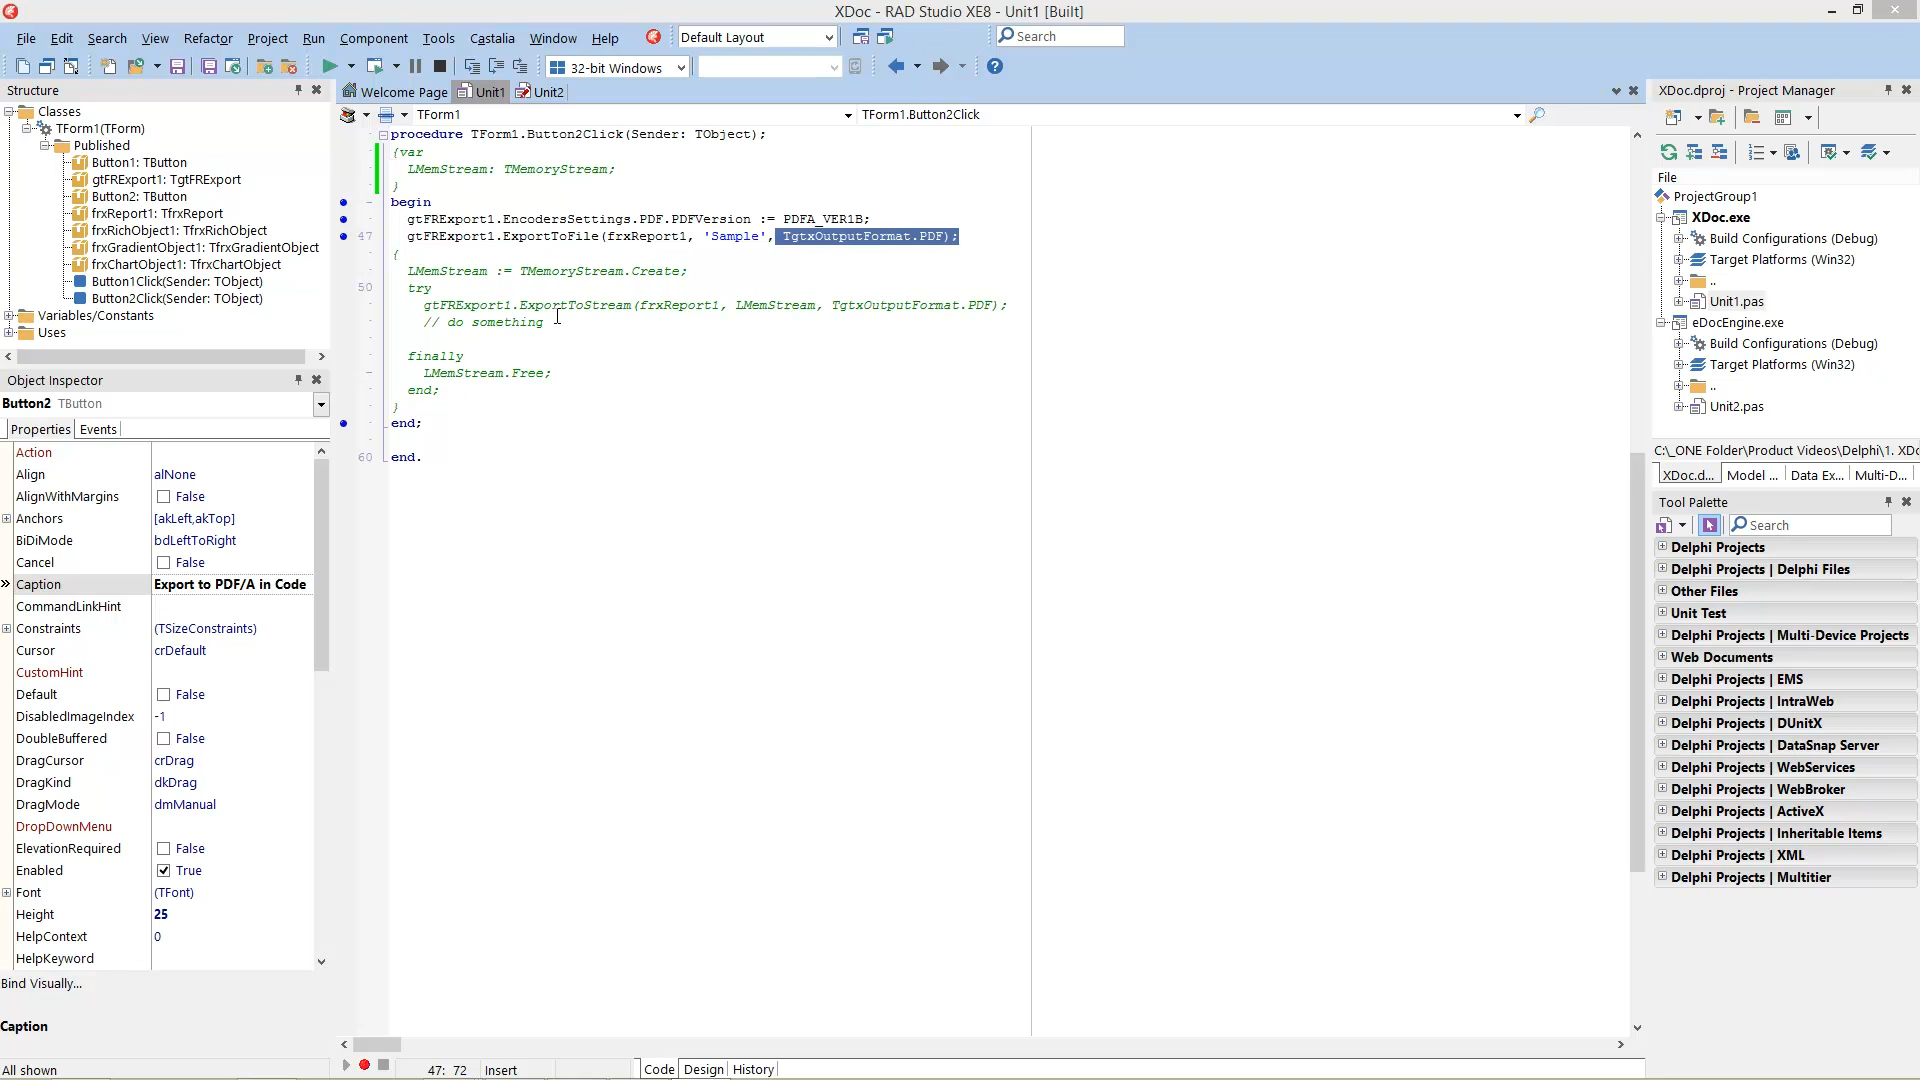 XDoc - RAD Studio XE8 - Unit1 [Built]
File Edit Search View Refactor Project Run Component Tools Castalia Window Help Default Layout Search
32-bit Windows
Structure
Classes
TForm1(TForm)
Published
Button1: TButton
gtFRExport1: TgtFRExport
Button2: TButton
frxReport1: TfrxReport
frxRichObject1: TfrxRichObject
frxGradientObject1: TfrxGradientObject
frxChartObject1: TfrxChartObject
Button1Click(Sender: TObject)
Button2Click(Sender: TObject)
Variables/Constants
Uses
Object Inspector
Button2 TButton
Properties Events
Action
Align alNone
AlignWithMargins False
Anchors [akLeft,akTop]
BiDiMode bdLeftToRight
Cancel False
Caption Export to PDF/A in Code
CommandLinkHint
Constraints (TSizeConstraints)
Cursor crDefault
CustomHint
Default False
DisabledImageIndex -1
DoubleBuffered False
DragCursor crDrag
DragKind dkDrag
DragMode dmManual
DropDownMenu
ElevationRequired False
Enabled True
Font (TFont)
Height 25
HelpContext 0
HelpKeyword
Bind Visually...
Caption
All shown
Welcome Page Unit1 Unit2
TForm1 TForm1.Button2Click
procedure TForm1.Button2Click(Sender: TObject);
{var
LMemStream: TMemoryStream;
}
begin
gtFRExport1.EncodersSettings.PDF.PDFVersion := PDFA_VER1B;
47 gtFRExport1.ExportToFile(frxReport1, 'Sample', TgtxOutputFormat.PDF);
{
LMemStream := TMemoryStream.Create;
50 try
gtFRExport1.ExportToStream(frxReport1, LMemStream, TgtxOutputFormat.PDF);
// do something
finally
LMemStream.Free;
end;
}
end;
60 end.
47: 72 Insert Code Design History
XDoc.dproj - Project Manager
File
ProjectGroup1
XDoc.exe
Build Configurations (Debug)
Target Platforms (Win32)
..
Unit1.pas
eDocEngine.exe
Build Configurations (Debug)
Target Platforms (Win32)
..
Unit2.pas
C:\_ONE Folder\Product Videos\Delphi\1. XDo
XDoc.d... Model ... Data Ex... Multi-D...
Tool Palette
Search
Delphi Projects
Delphi Projects | Delphi Files
Other Files
Unit Test
Delphi Projects | Multi-Device Projects
Web Documents
Delphi Projects | EMS
Delphi Projects | IntraWeb
Delphi Projects | DUnitX
Delphi Projects | DataSnap Server
Delphi Projects | WebServices
Delphi Projects | WebBroker
Delphi Projects | ActiveX
Delphi Projects | Inheritable Items
Delphi Projects | XML
Delphi Projects | Multitier